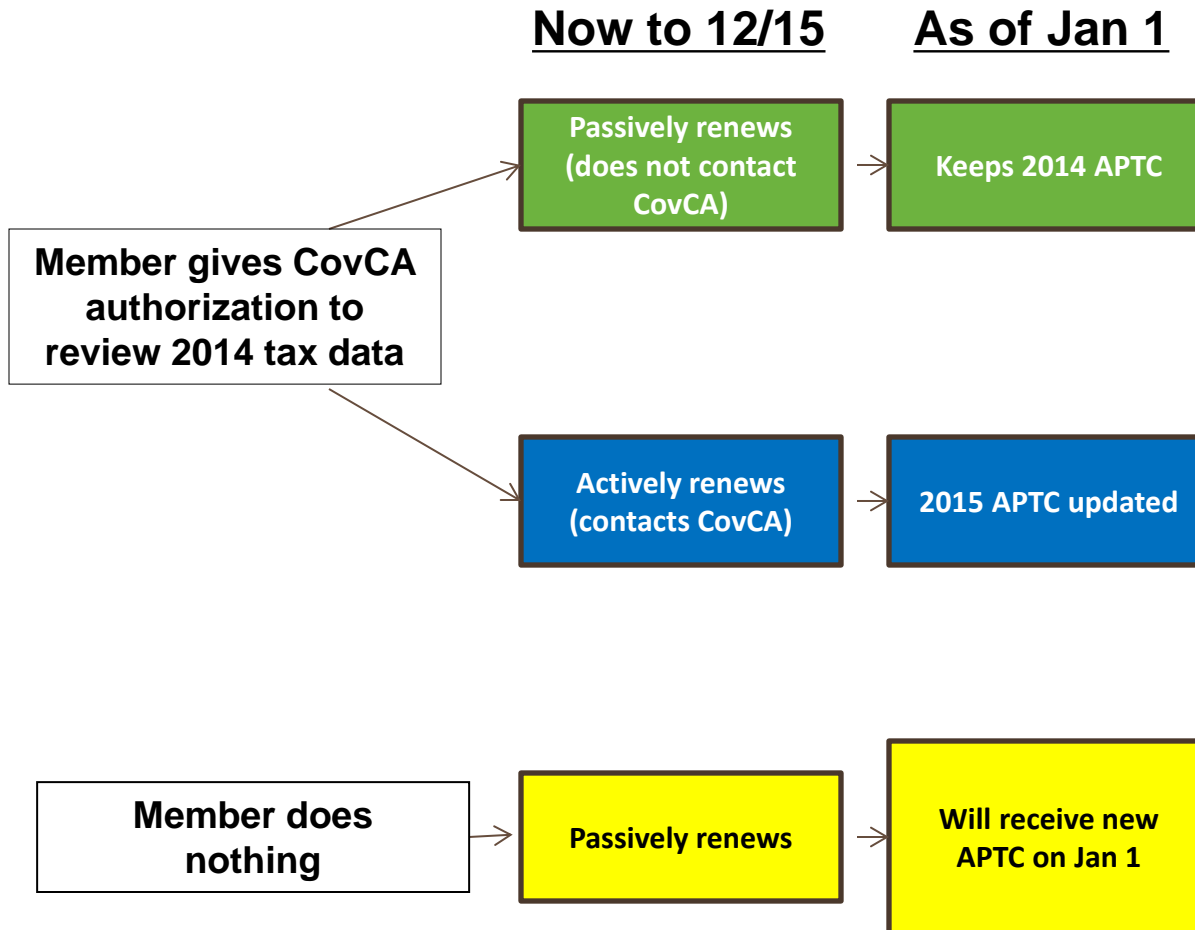 Now to 12/15
As of Jan 1
Passively renews
(does not contact
CovCA)
Keeps 2014 APTC
Member gives CovCA
authorization to
review 2014 tax data
Actively renews
(contacts CovCA)
2015 APTC updated
Member does
nothing
Passively renews
Will receive new
APTC on Jan 1